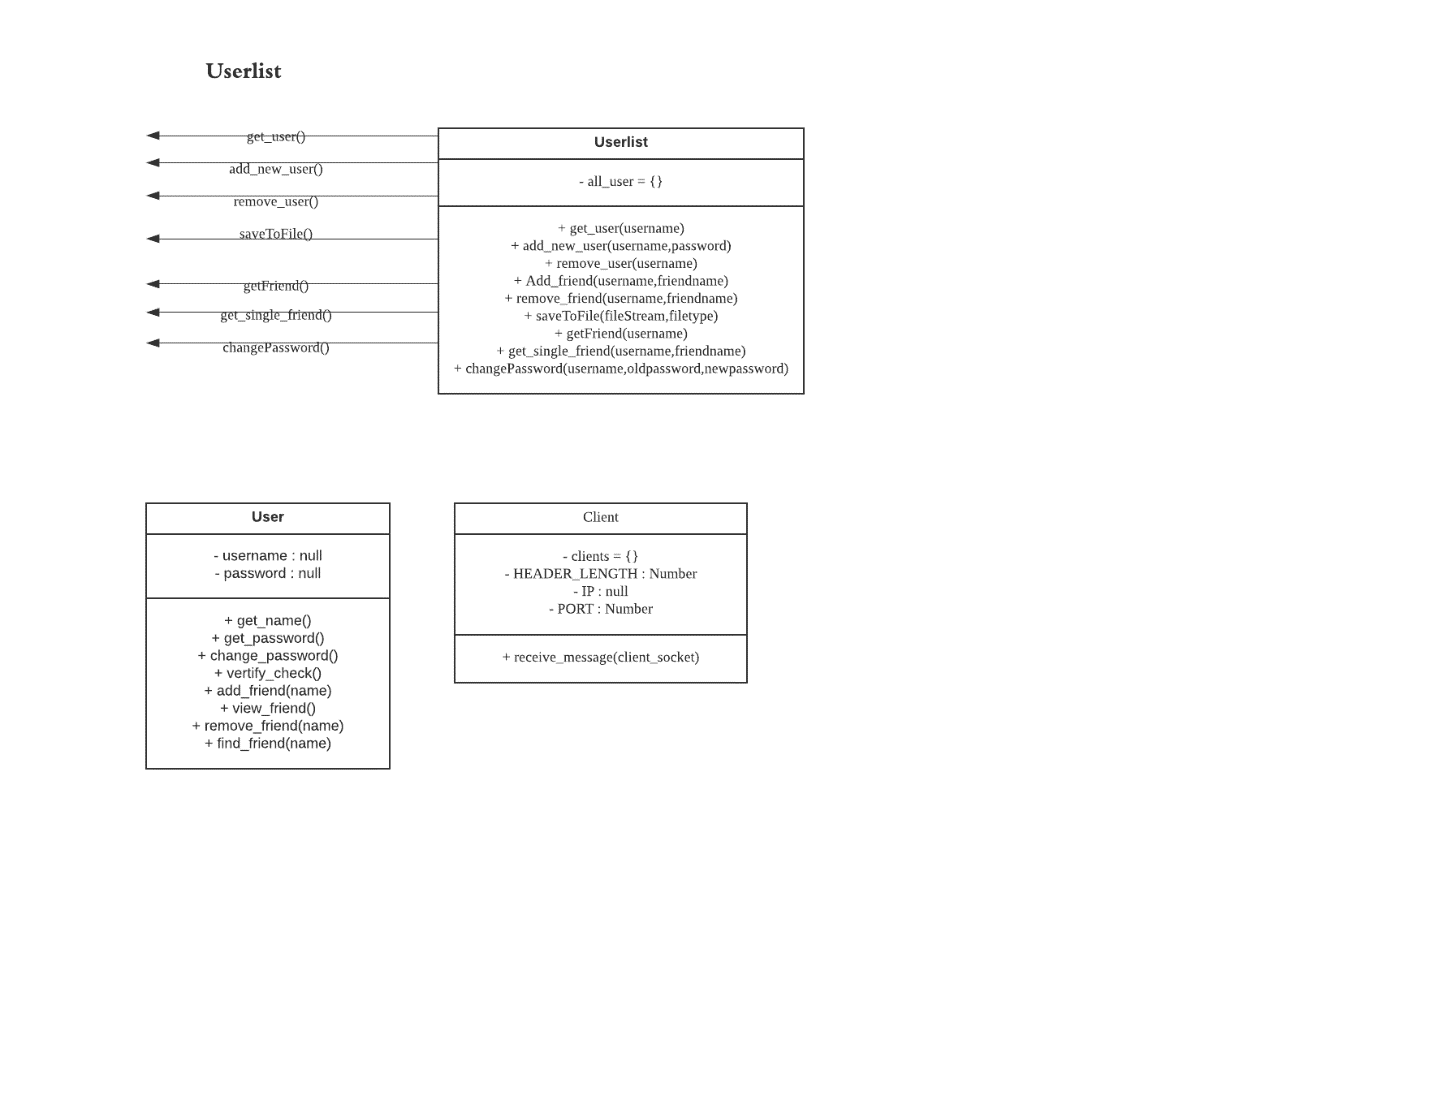 Userlist
get_user()
add_new_user()
remove_user()
saveToFile()
getFriend()
get_single_friend()
changePassword()
Userlist
- all_user = {}
+ get_user(username)
+ add_new_user(username,password)
+ remove_user(username)
+ Add_friend(username,friendname)
+ remove_friend(username,friendname)
+ saveToFile(fileStream,filetype)
+ getFriend(username)
+ get_single_friend(username,friendname)
+ changePassword(username,oldpassword,newpassword)
User
- username : null
- password : null
+ get_name()
+ get_password()
+ change_password()
+ vertify_check()
+ add_friend(name)
+ view_friend()
+ remove_friend(name)
+ find_friend(name)
Client
- clients = {}
- HEADER_LENGTH : Number
- IP : null
- PORT : Number
+ receive_message(client_socket)